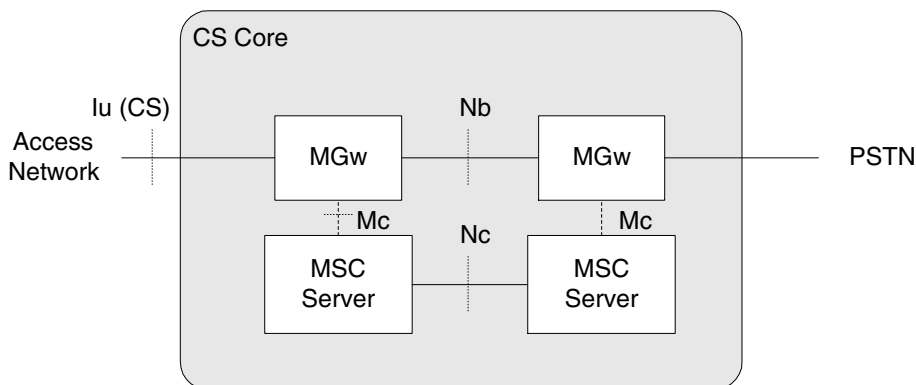 CS Core
Iu (CS)
Access
Network
MGw
Nb
MGw
PSTN
Mc
Nc
Mc
MSC
Server
MSC
Server